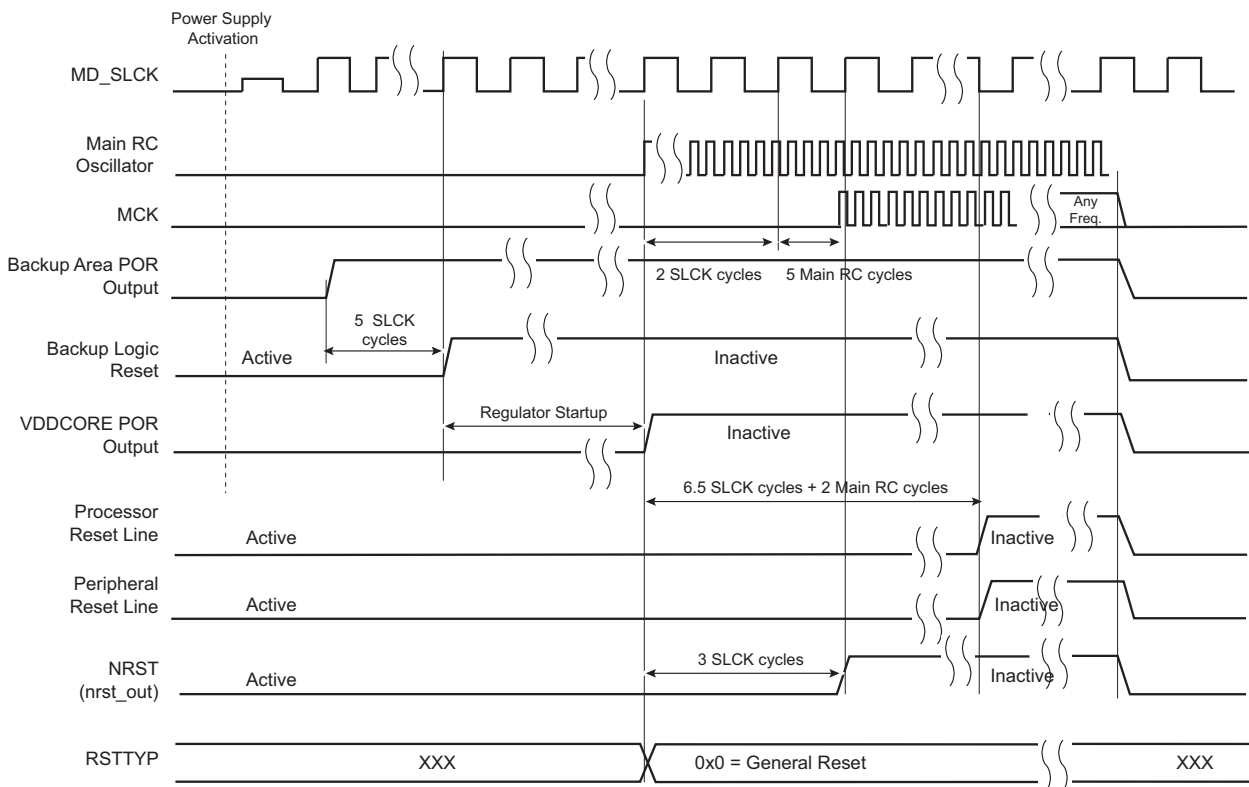 Power Supply
Activation
MD_SLCK
Main RC
Oscillator
MCK
Any
Freq.
Backup Area POR
Output
2 SLCK cycles
5 Main RC cycles
5 SLCK
cycles
Backup Logic
Reset
Active
Inactive
Regulator Startup
VDDCORE POR
Output
Inactive
6.5 SLCK cycles + 2 Main RC cycles
Processor
Reset Line
Active
Inactive
Peripheral
Reset Line
Active
Inactive
3 SLCK cycles
NRST
(nrst_out)
Active
Inactive
RSTTYP
XXX
0x0 = General Reset
XXX